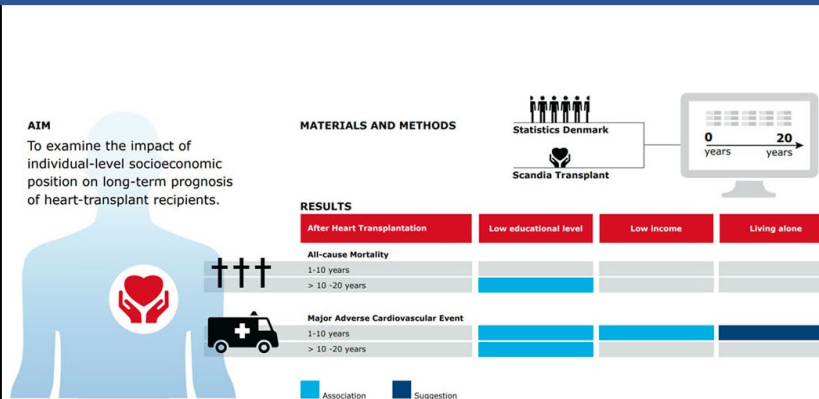 AIM
To examine the impact of
individual-level socioeconomic
position on long-term prognosis
of heart-transplant recipients.
MATERIALS AND METHODS
Statistics Denmark
Scandia Transplant
0 20
years years
RESULTS
After Heart Transplantation Low educational level Low income Living alone
All-cause Mortality
1-10 years
> 10 -20 years
Major Adverse Cardiovascular Event
1-10 years
> 10 -20 years
Association Suggestion